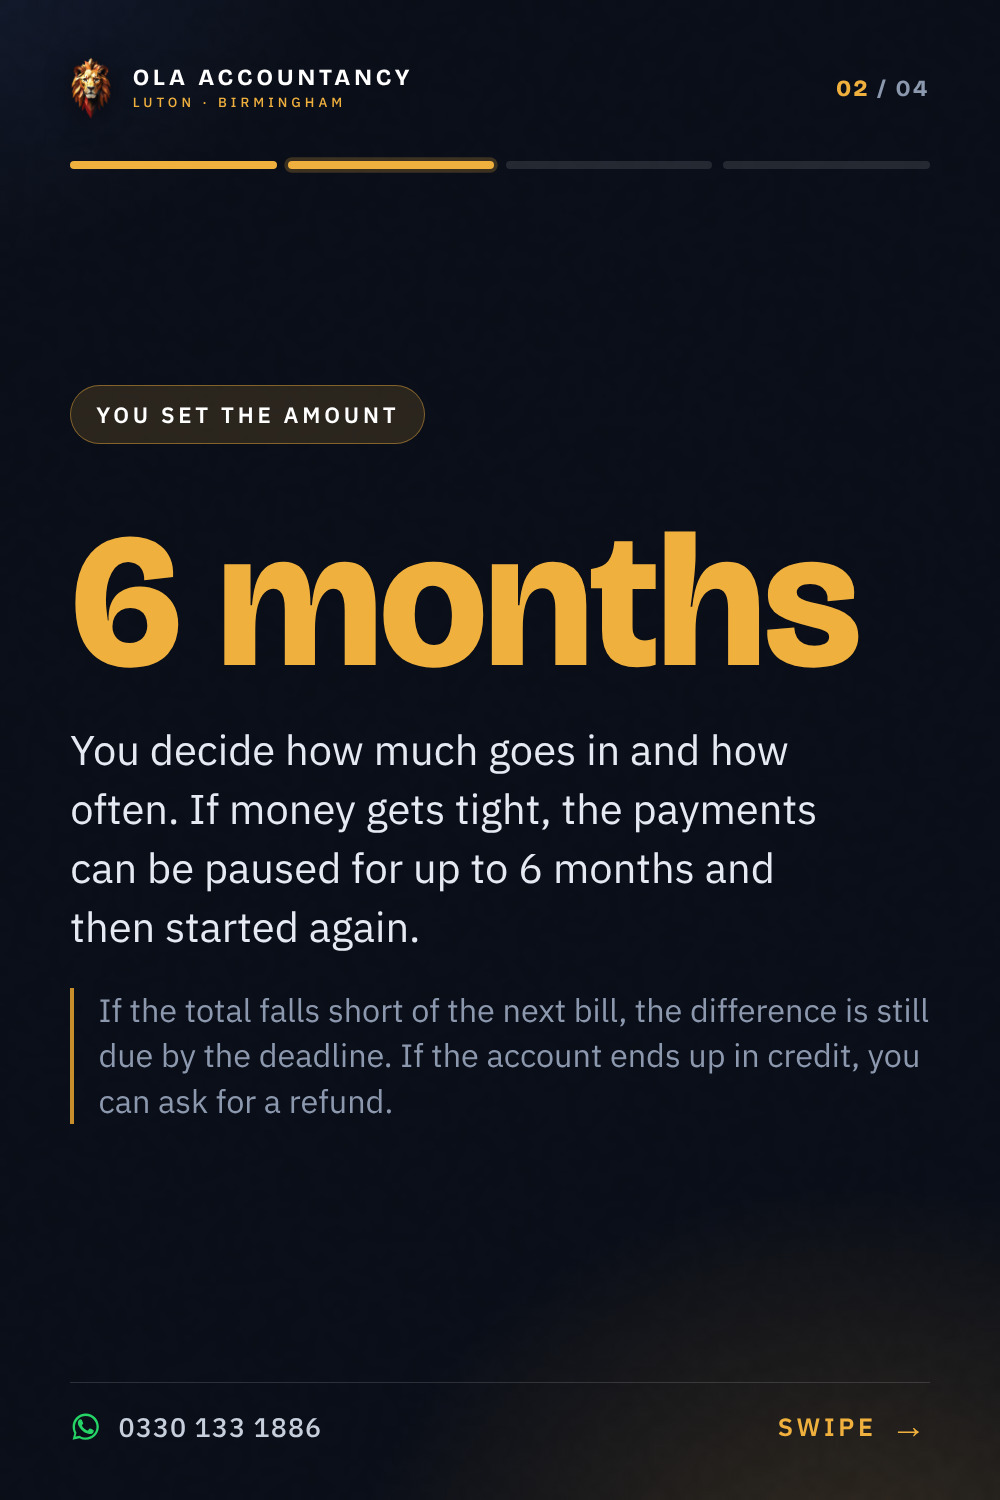 OLA ACCOUNTANCY
LUTON · BIRMINGHAM
02 / 04
YOU SET THE AMOUNT
6 months
You decide how much goes in and how
often. If money gets tight, the payments
can be paused for up to 6 months and
then started again.
If the total falls short of the next bill, the difference is still
due by the deadline. If the account ends up in credit, you
can ask for a refund.
0330 133 1886
SWIPE →